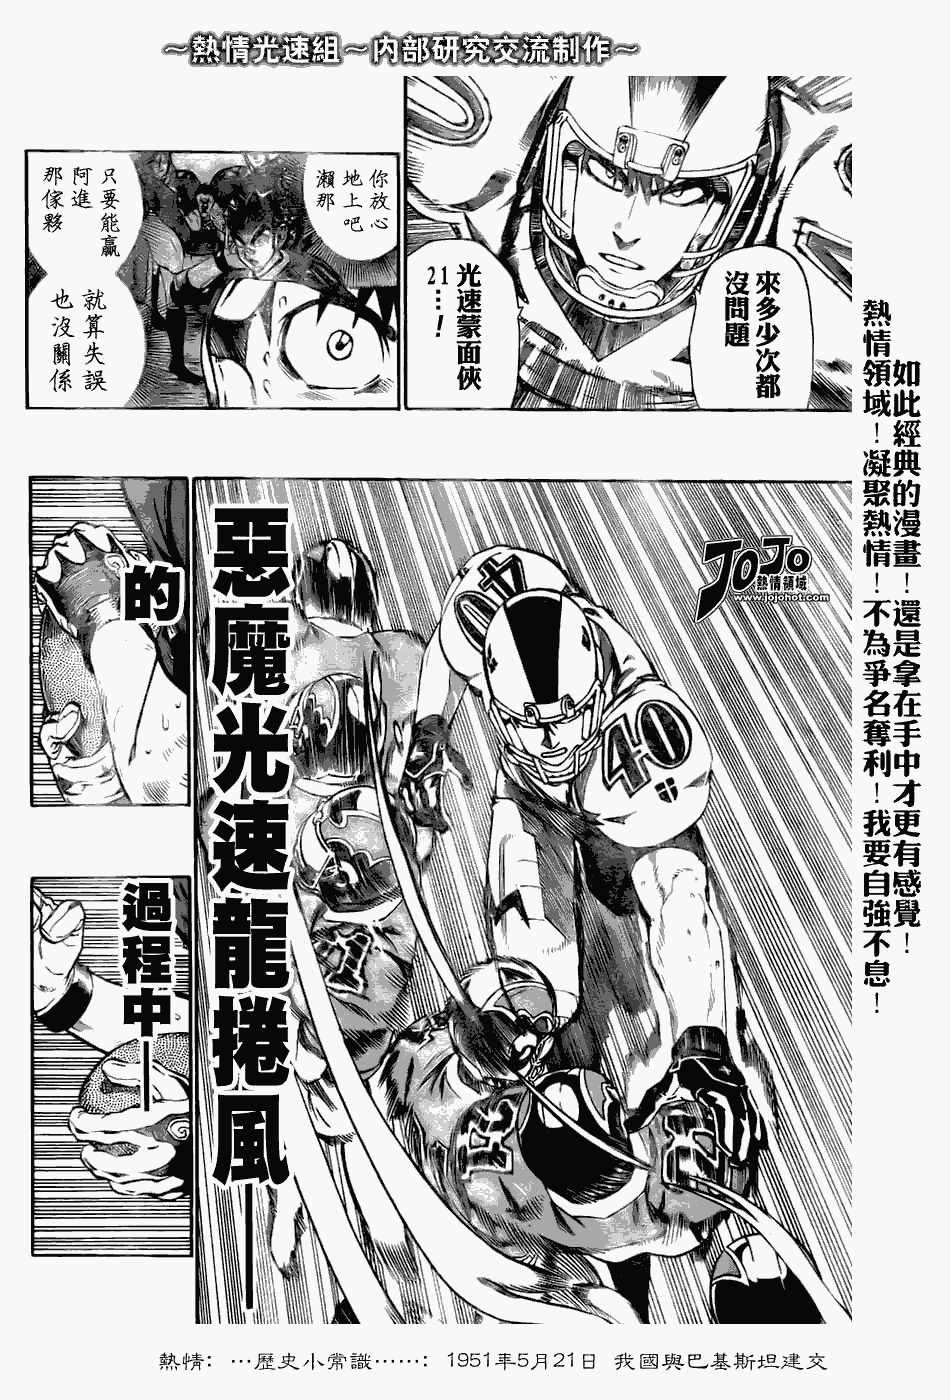 ～熱情光速組～內部研究交流制作～
來多少次都
沒問題
光速蒙面俠
21…！
你放心
地上吧
瀨那
只要能贏
阿進
那傢夥
就算失誤
也沒關係
惡魔光速龍捲風——
JOJO
熱情領域
www.jojohot.com
的
過程中——
如此經典的漫畫！還是拿在手中才更有感覺！
熱情領域！凝聚熱情！不為爭名奪利！我要自強不息！
40
40
熱情：…歷史小常識……：1951年5月21日 我國與巴基斯坦建交